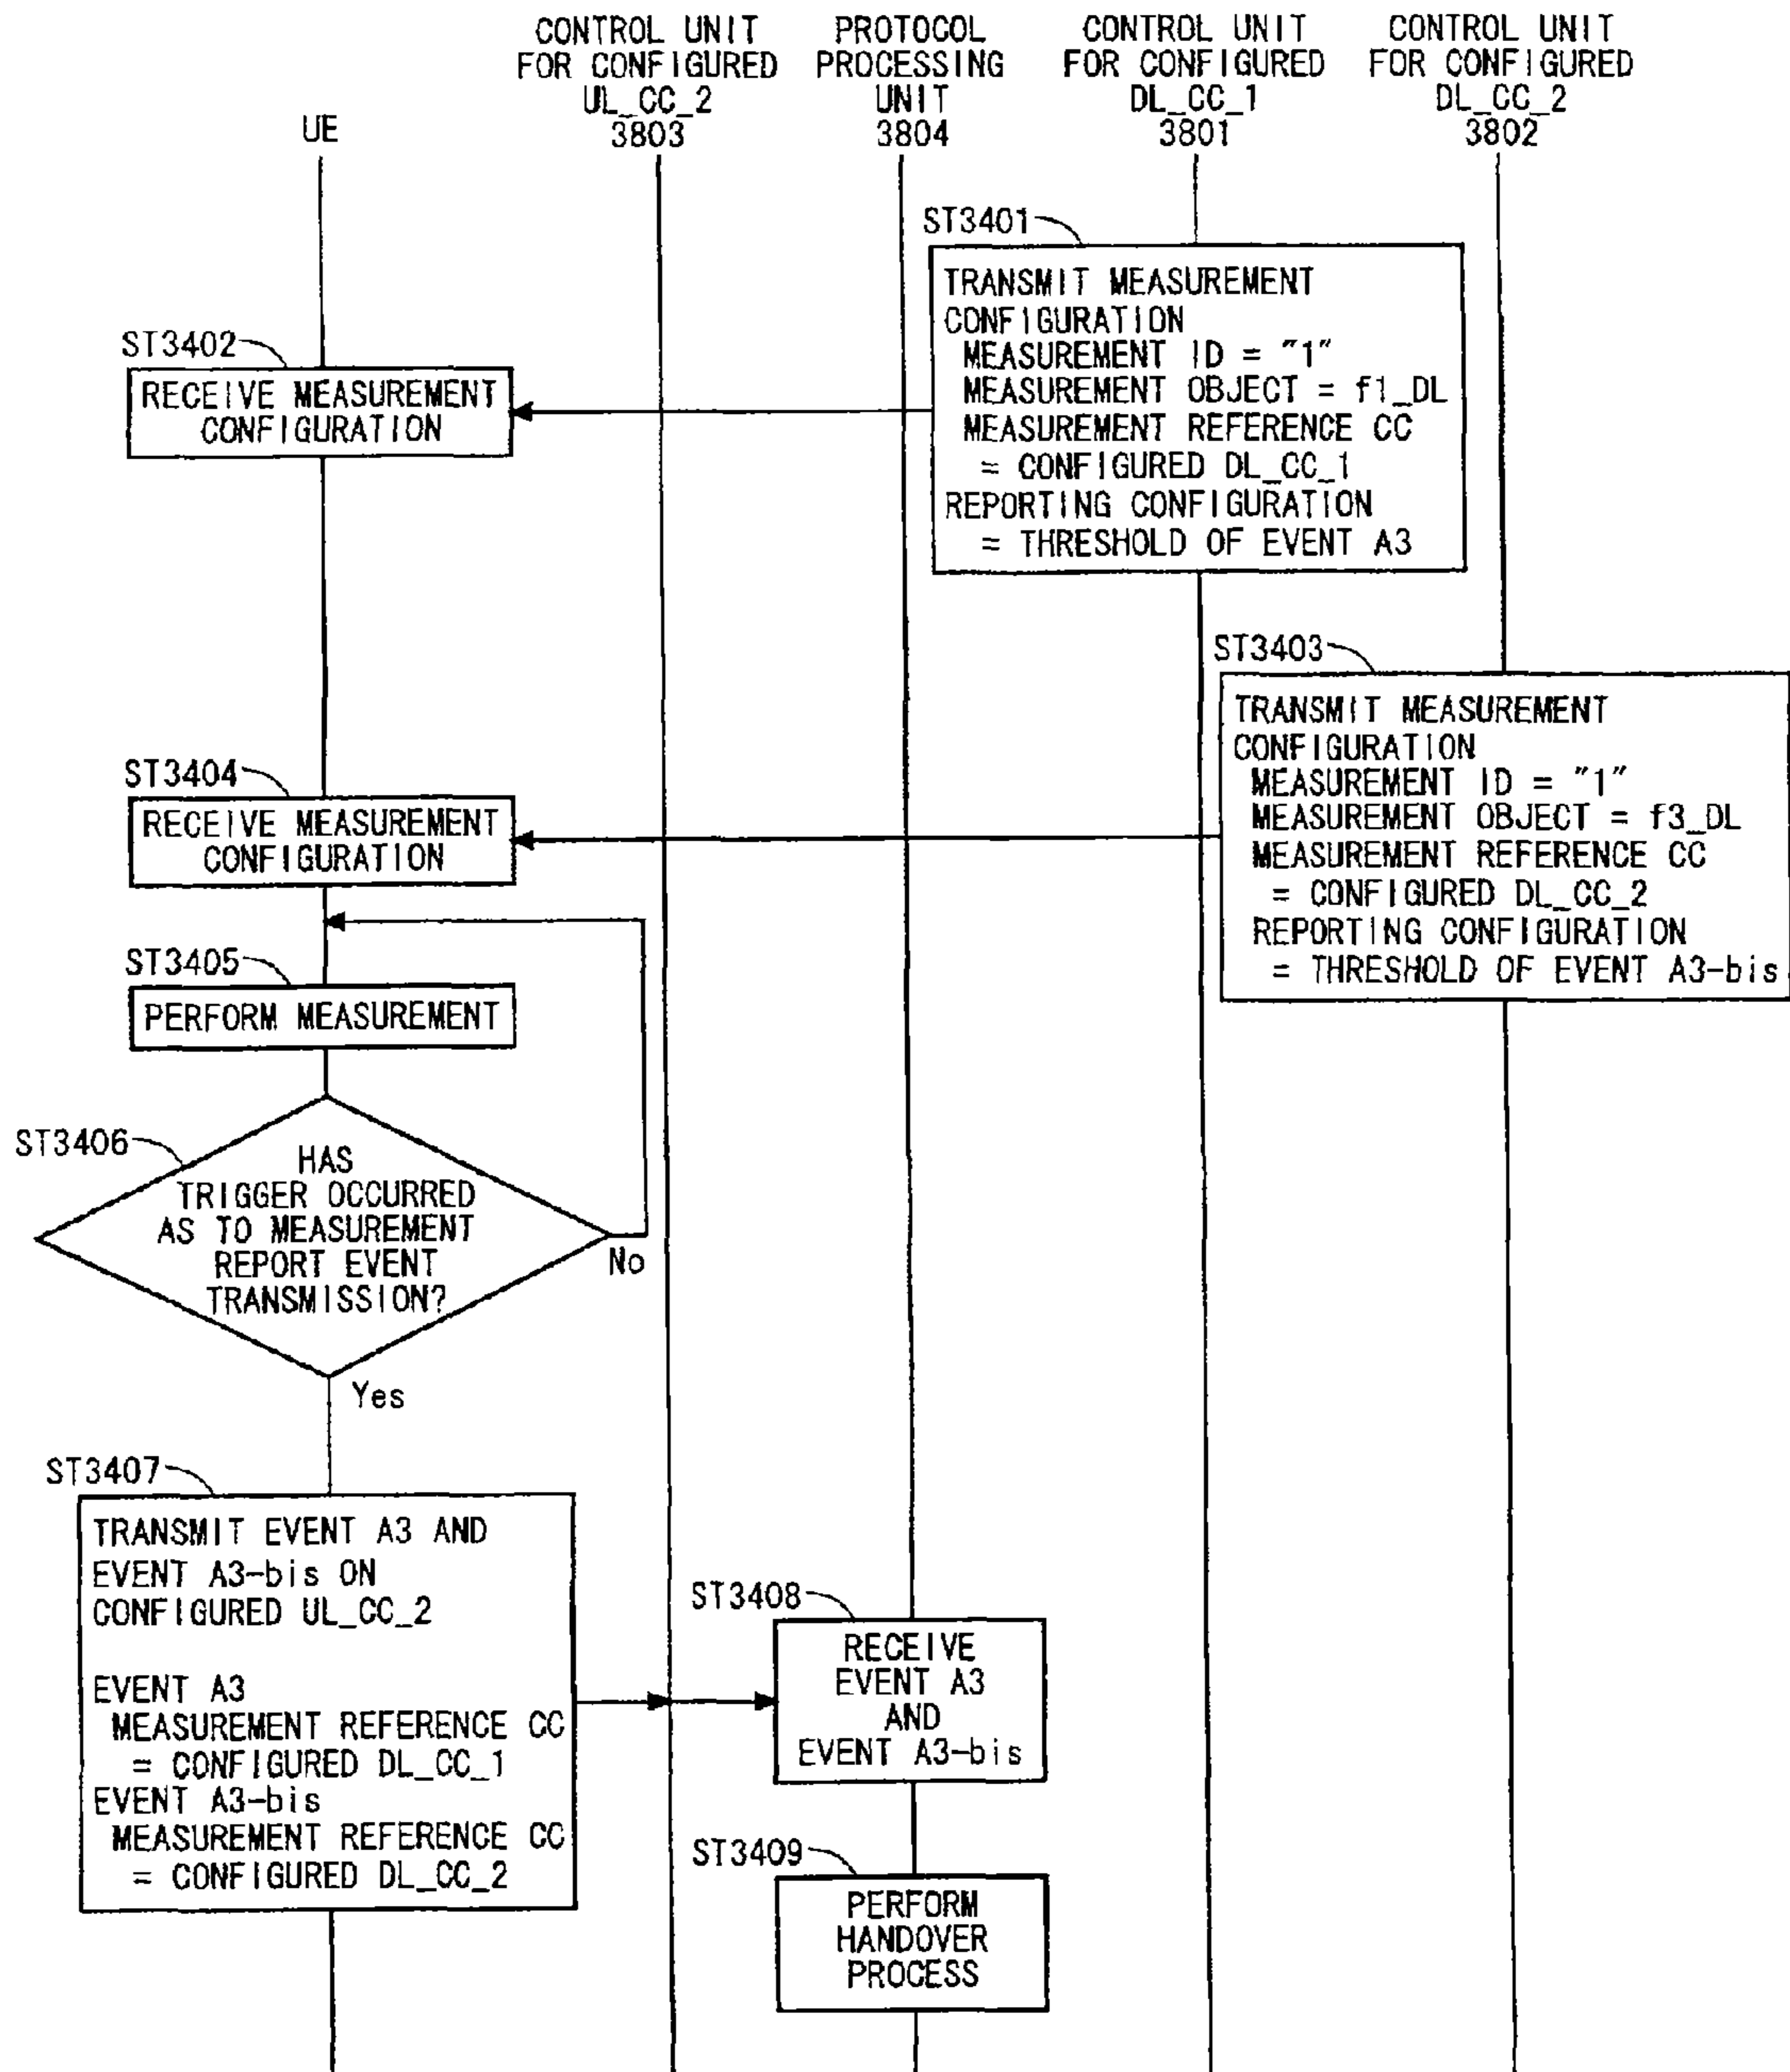 UE
CONTROL UNIT
FOR CONFIGURED
UL_CC_2
3803
PROTOCOL
PROCESSING
UNIT
3804
CONTROL UNIT
FOR CONFIGURED
DL_CC_1
3801
CONTROL UNIT
FOR CONFIGURED
DL_CC_2
3802
ST3401
TRANSMIT MEASUREMENT
CONFIGURATION
MEASUREMENT ID = "1"
MEASUREMENT OBJECT = f1_DL
MEASUREMENT REFERENCE CC
= CONFIGURED DL_CC_1
REPORTING CONFIGURATION
= THRESHOLD OF EVENT A3
ST3402
RECEIVE MEASUREMENT
CONFIGURATION
ST3403
TRANSMIT MEASUREMENT
CONFIGURATION
MEASUREMENT ID = "1"
MEASUREMENT OBJECT = f3_DL
MEASUREMENT REFERENCE CC
= CONFIGURED DL_CC_2
REPORTING CONFIGURATION
= THRESHOLD OF EVENT A3-bis
ST3404
RECEIVE MEASUREMENT
CONFIGURATION
ST3405
PERFORM MEASUREMENT
ST3406
HAS
TRIGGER OCCURRED
AS TO MEASUREMENT
REPORT EVENT
TRANSMISSION?
No
Yes
ST3407
TRANSMIT EVENT A3 AND
EVENT A3-bis ON
CONFIGURED UL_CC_2
EVENT A3
MEASUREMENT REFERENCE CC
= CONFIGURED DL_CC_1
EVENT A3-bis
MEASUREMENT REFERENCE CC
= CONFIGURED DL_CC_2
ST3408
RECEIVE
EVENT A3
AND
EVENT A3-bis
ST3409
PERFORM
HANDOVER
PROCESS